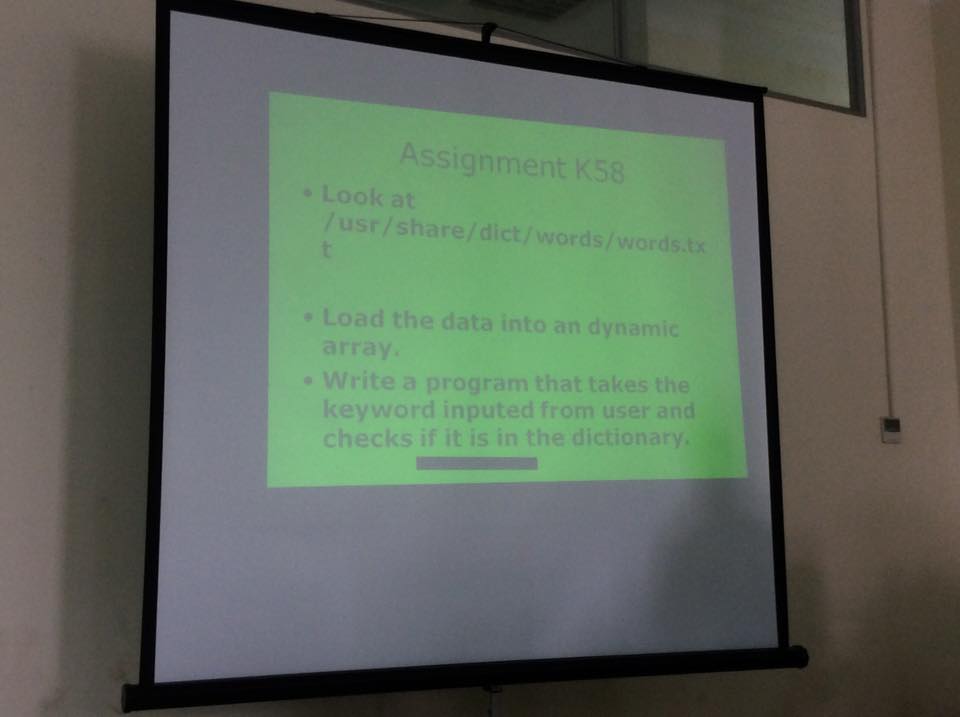 Assignment K58
• Look at
/usr/share/dict/words/words.tx
t
• Load the data into an dynamic
array.
• Write a program that takes the
keyword inputed from user and
checks if it is in the dictionary.